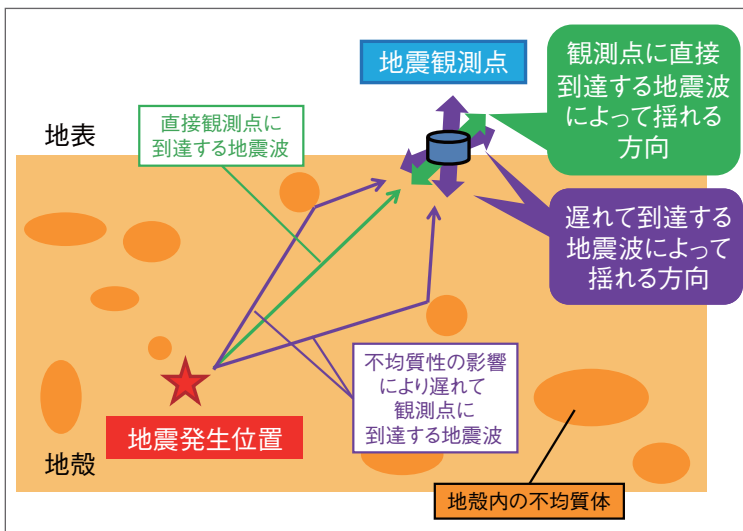 地震観測点
観測点に直接
到達する地震波
によって揺れる
方向
直接観測点に
到達する地震波
地表
遅れて到達する
地震波によって
揺れる方向
不均質性の影響
により遅れて
観測点に
到達する地震波
地震発生位置
地殻
地殻内の不均質体